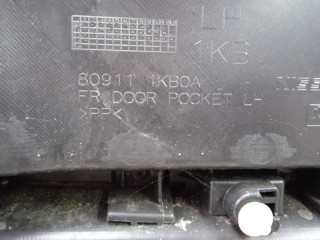 LH
1KB
80911 1KB0A
FR DOOR POCKET LH
>PP<